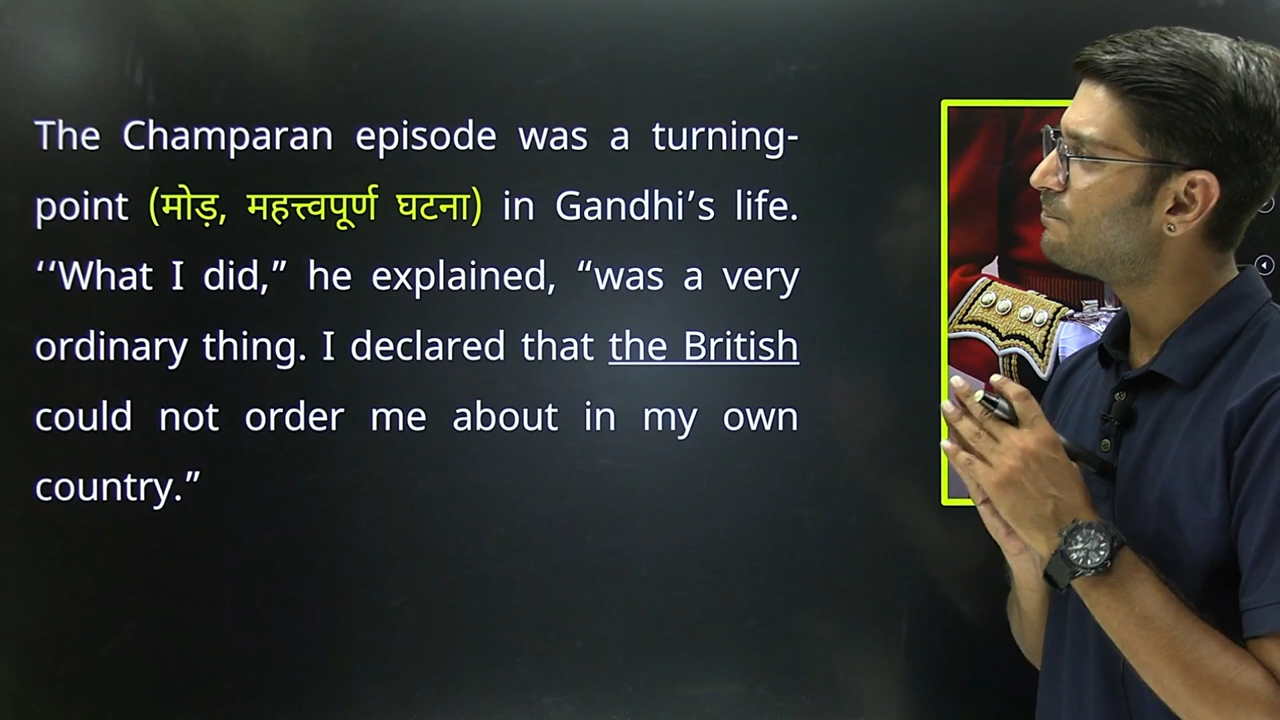 The Champaran episode was a turning-
point (मोड़, महत्त्वपूर्ण घटना) in Gandhi’s life.
‘‘What I did,” he explained, “was a very
ordinary thing. I declared that the British
could not order me about in my own
country.”